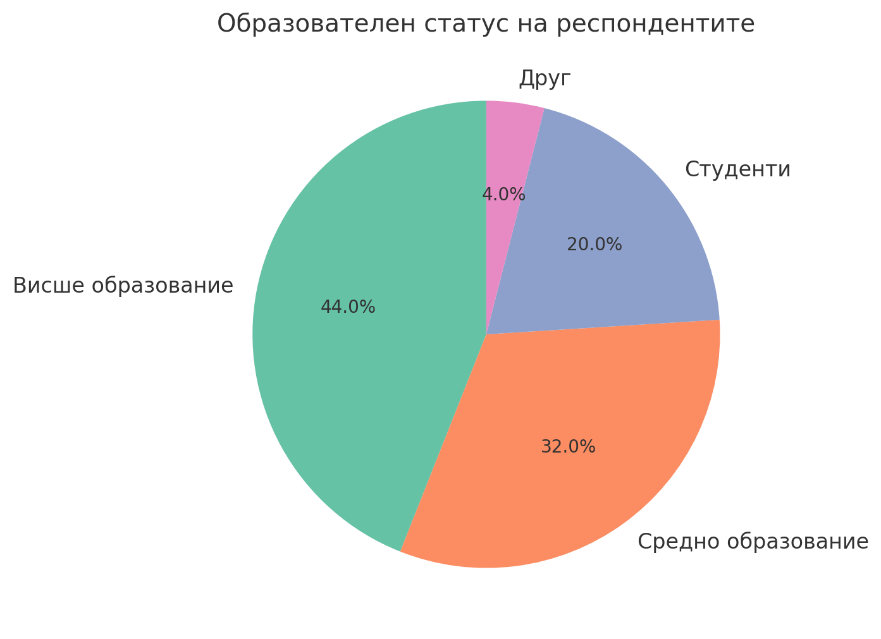 Образователен статус на респондентите
Друг
Студенти
4.0%
20.0%
Висше образование
44.0%
32.0%
Средно образование